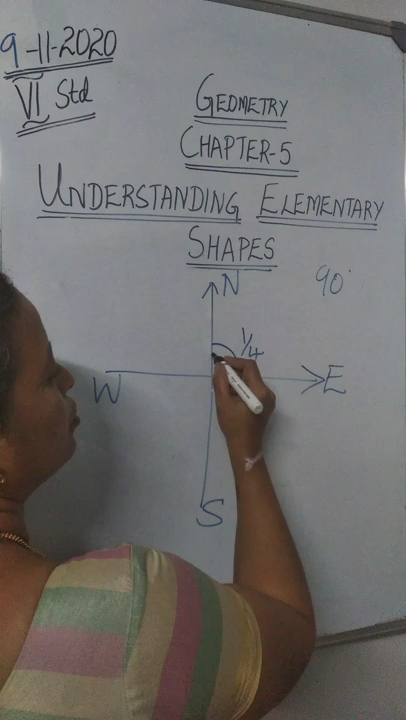 9-11-2020
VI Std
GEOMETRY
CHAPTER-5
UNDERSTANDING ELEMENTARY
SHAPES
N 90°
1/4
W E
S